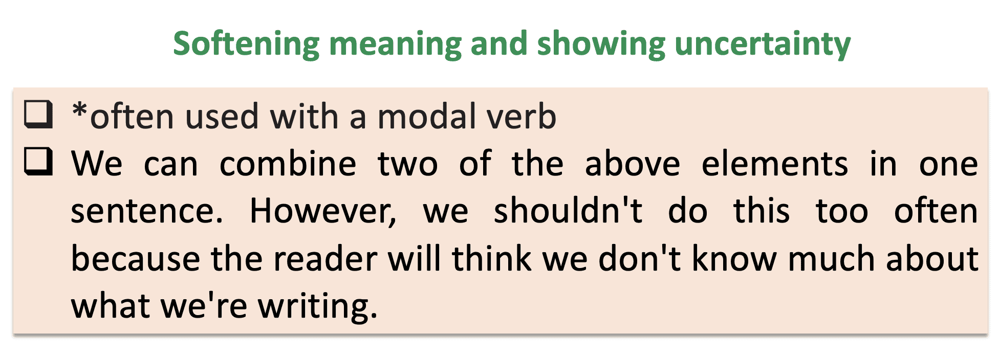 Softening meaning and showing uncertainty
*often used with a modal verb
We can combine two of the above elements in one
sentence. However, we shouldn't do this too often
because the reader will think we don't know much about
what we're writing.